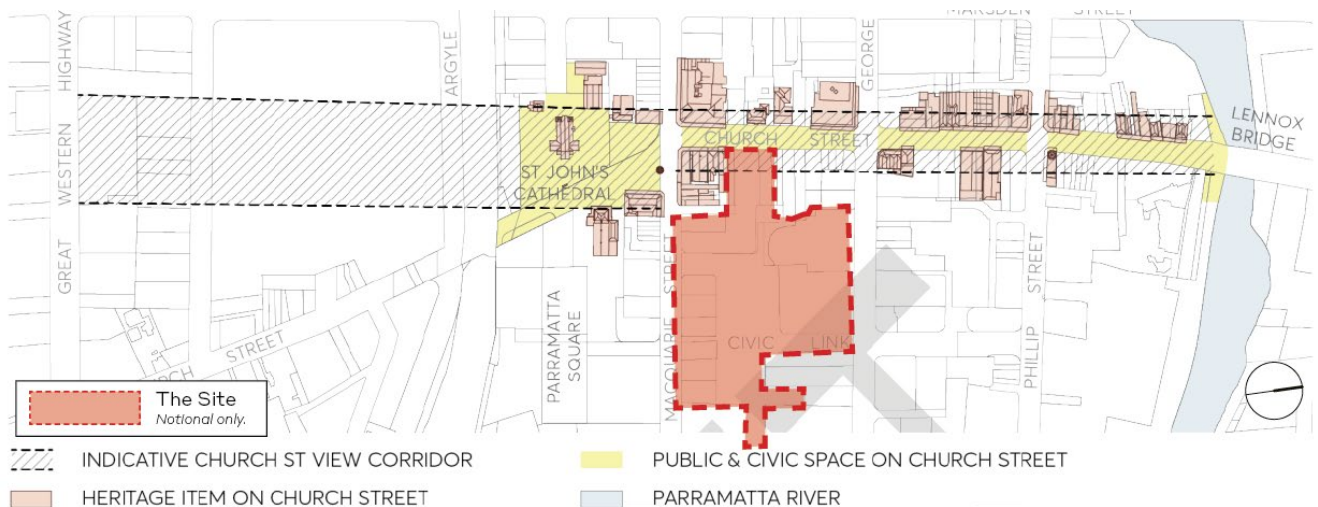 MARSDEN STREET
GREAT WESTERN HIGHWAY
ARGYLE
GEORGE
CHURCH STREET
LENNOX
BRIDGE
ST JOHN'S
CATHEDRAL
PARRAMATTA
SQUARE
MACQUARIE STREET
CIVIC LINK
PHILLIP STREET
STREET
The Site
Notional only.
INDICATIVE CHURCH ST VIEW CORRIDOR
PUBLIC & CIVIC SPACE ON CHURCH STREET
HERITAGE ITEM ON CHURCH STREET
PARRAMATTA RIVER